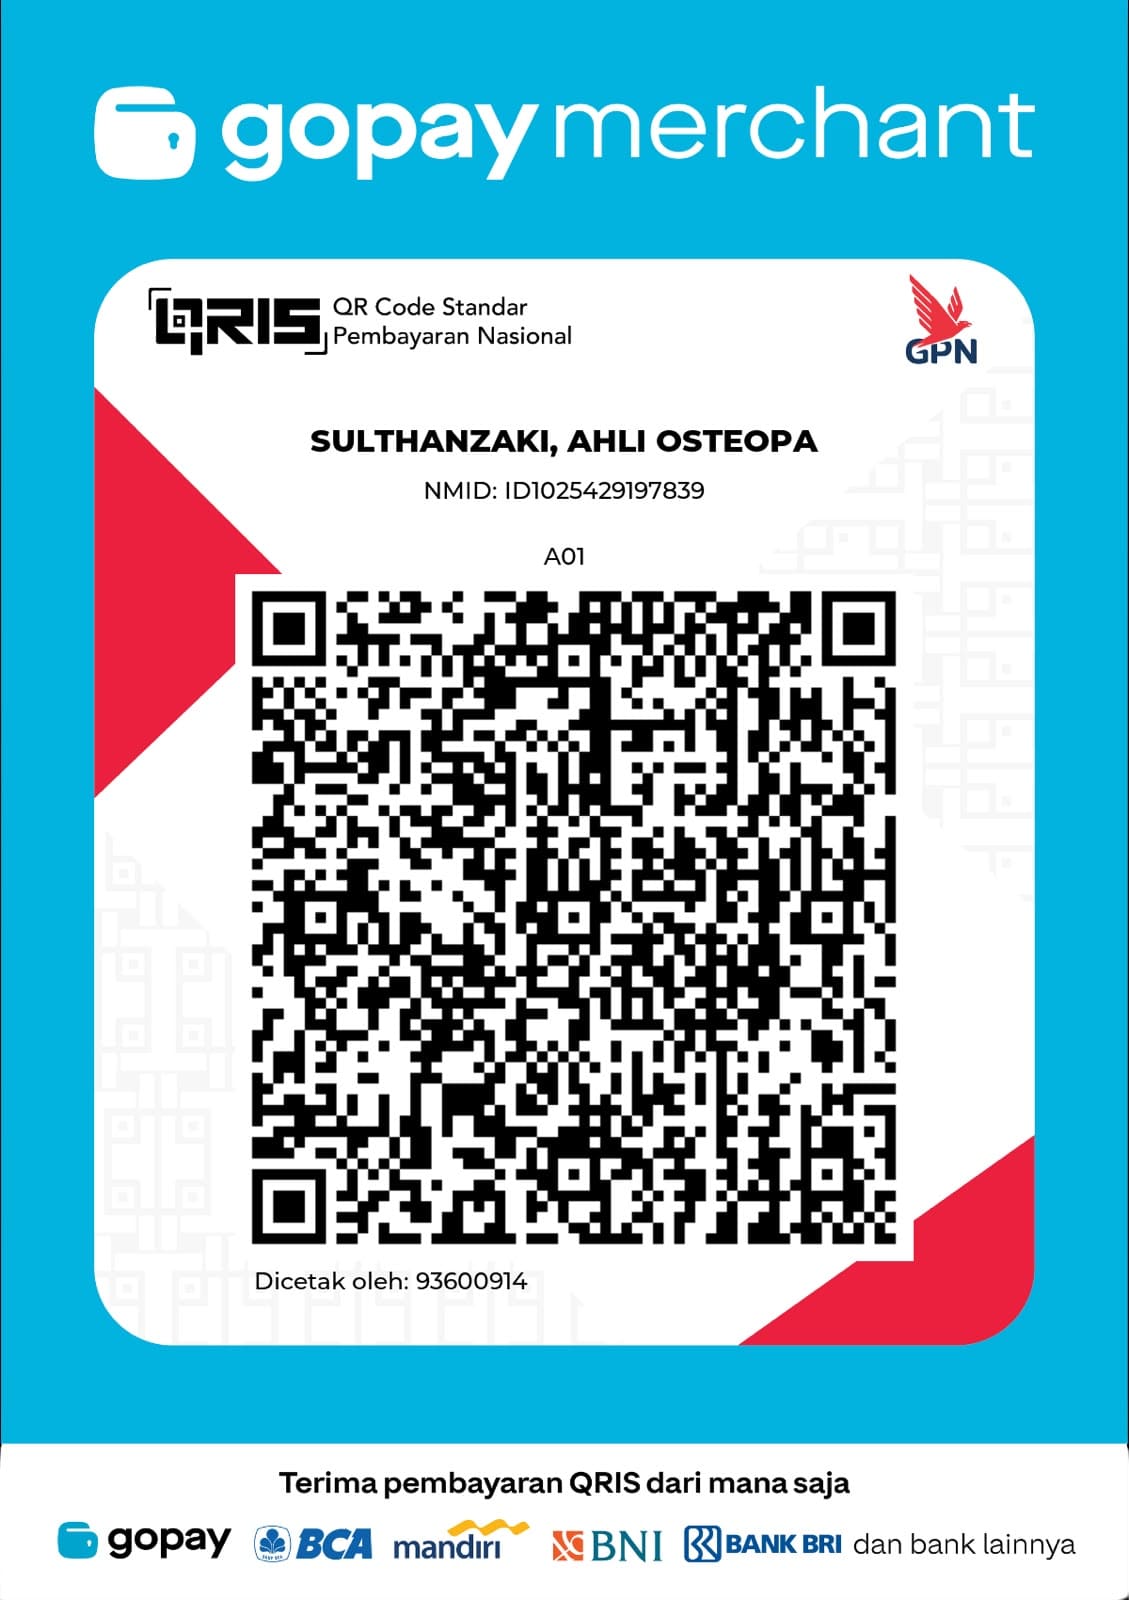 gopay merchant
QRIS QR Code Standar
Pembayaran Nasional
GPN
SULTHANZAKI, AHLI OSTEOPA
NMID: ID1025429197839
A01
Dicetak oleh: 93600914
Terima pembayaran QRIS dari mana saja
gopay BCA mandiri BNI BANK BRI dan bank lainnya